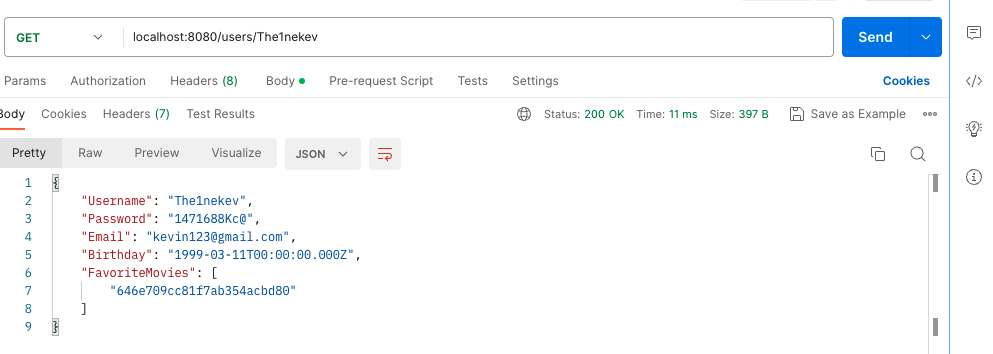 GET localhost:8080/users/The1nekev Send
Params Authorization Headers (8) Body Pre-request Script Tests Settings Cookies
Body Cookies Headers (7) Test Results Status: 200 OK Time: 11 ms Size: 397 B Save as Example
Pretty Raw Preview Visualize JSON
1 {
2 "Username": "The1nekev",
3 "Password": "1471688Kc@",
4 "Email": "kevin123@gmail.com",
5 "Birthday": "1999-03-11T00:00:00.000Z",
6 "FavoriteMovies": [
7 "646e709cc81f7ab354acbd80"
8 ]
9 }